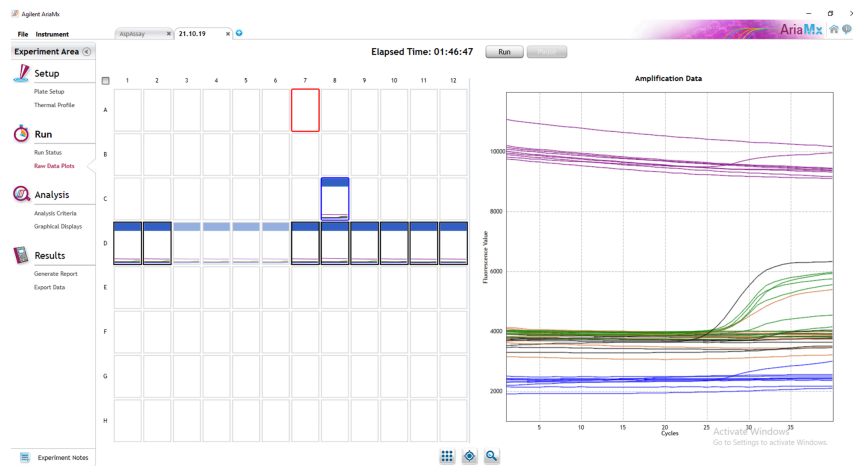 Agilent AriaMx
File Instrument
AspAssay
21.10.19
AriaMx
Experiment Area
Elapsed Time: 01:46:47
Run
Setup
Plate Setup
Thermal Profile
Run
Run Status
Raw Data Plots
Analysis
Analysis Criteria
Graphical Displays
Results
Generate Report
Export Data
Experiment Notes
1 2 3 4 5 6 7 8 9 10 11 12
A
B
C
D
E
F
G
H
Amplification Data
Fluorescence Value
10000
8000
6000
4000
2000
5 10 15 20 25 30 35
Cycles
Activate Windows
Go to Settings to activate Windows.